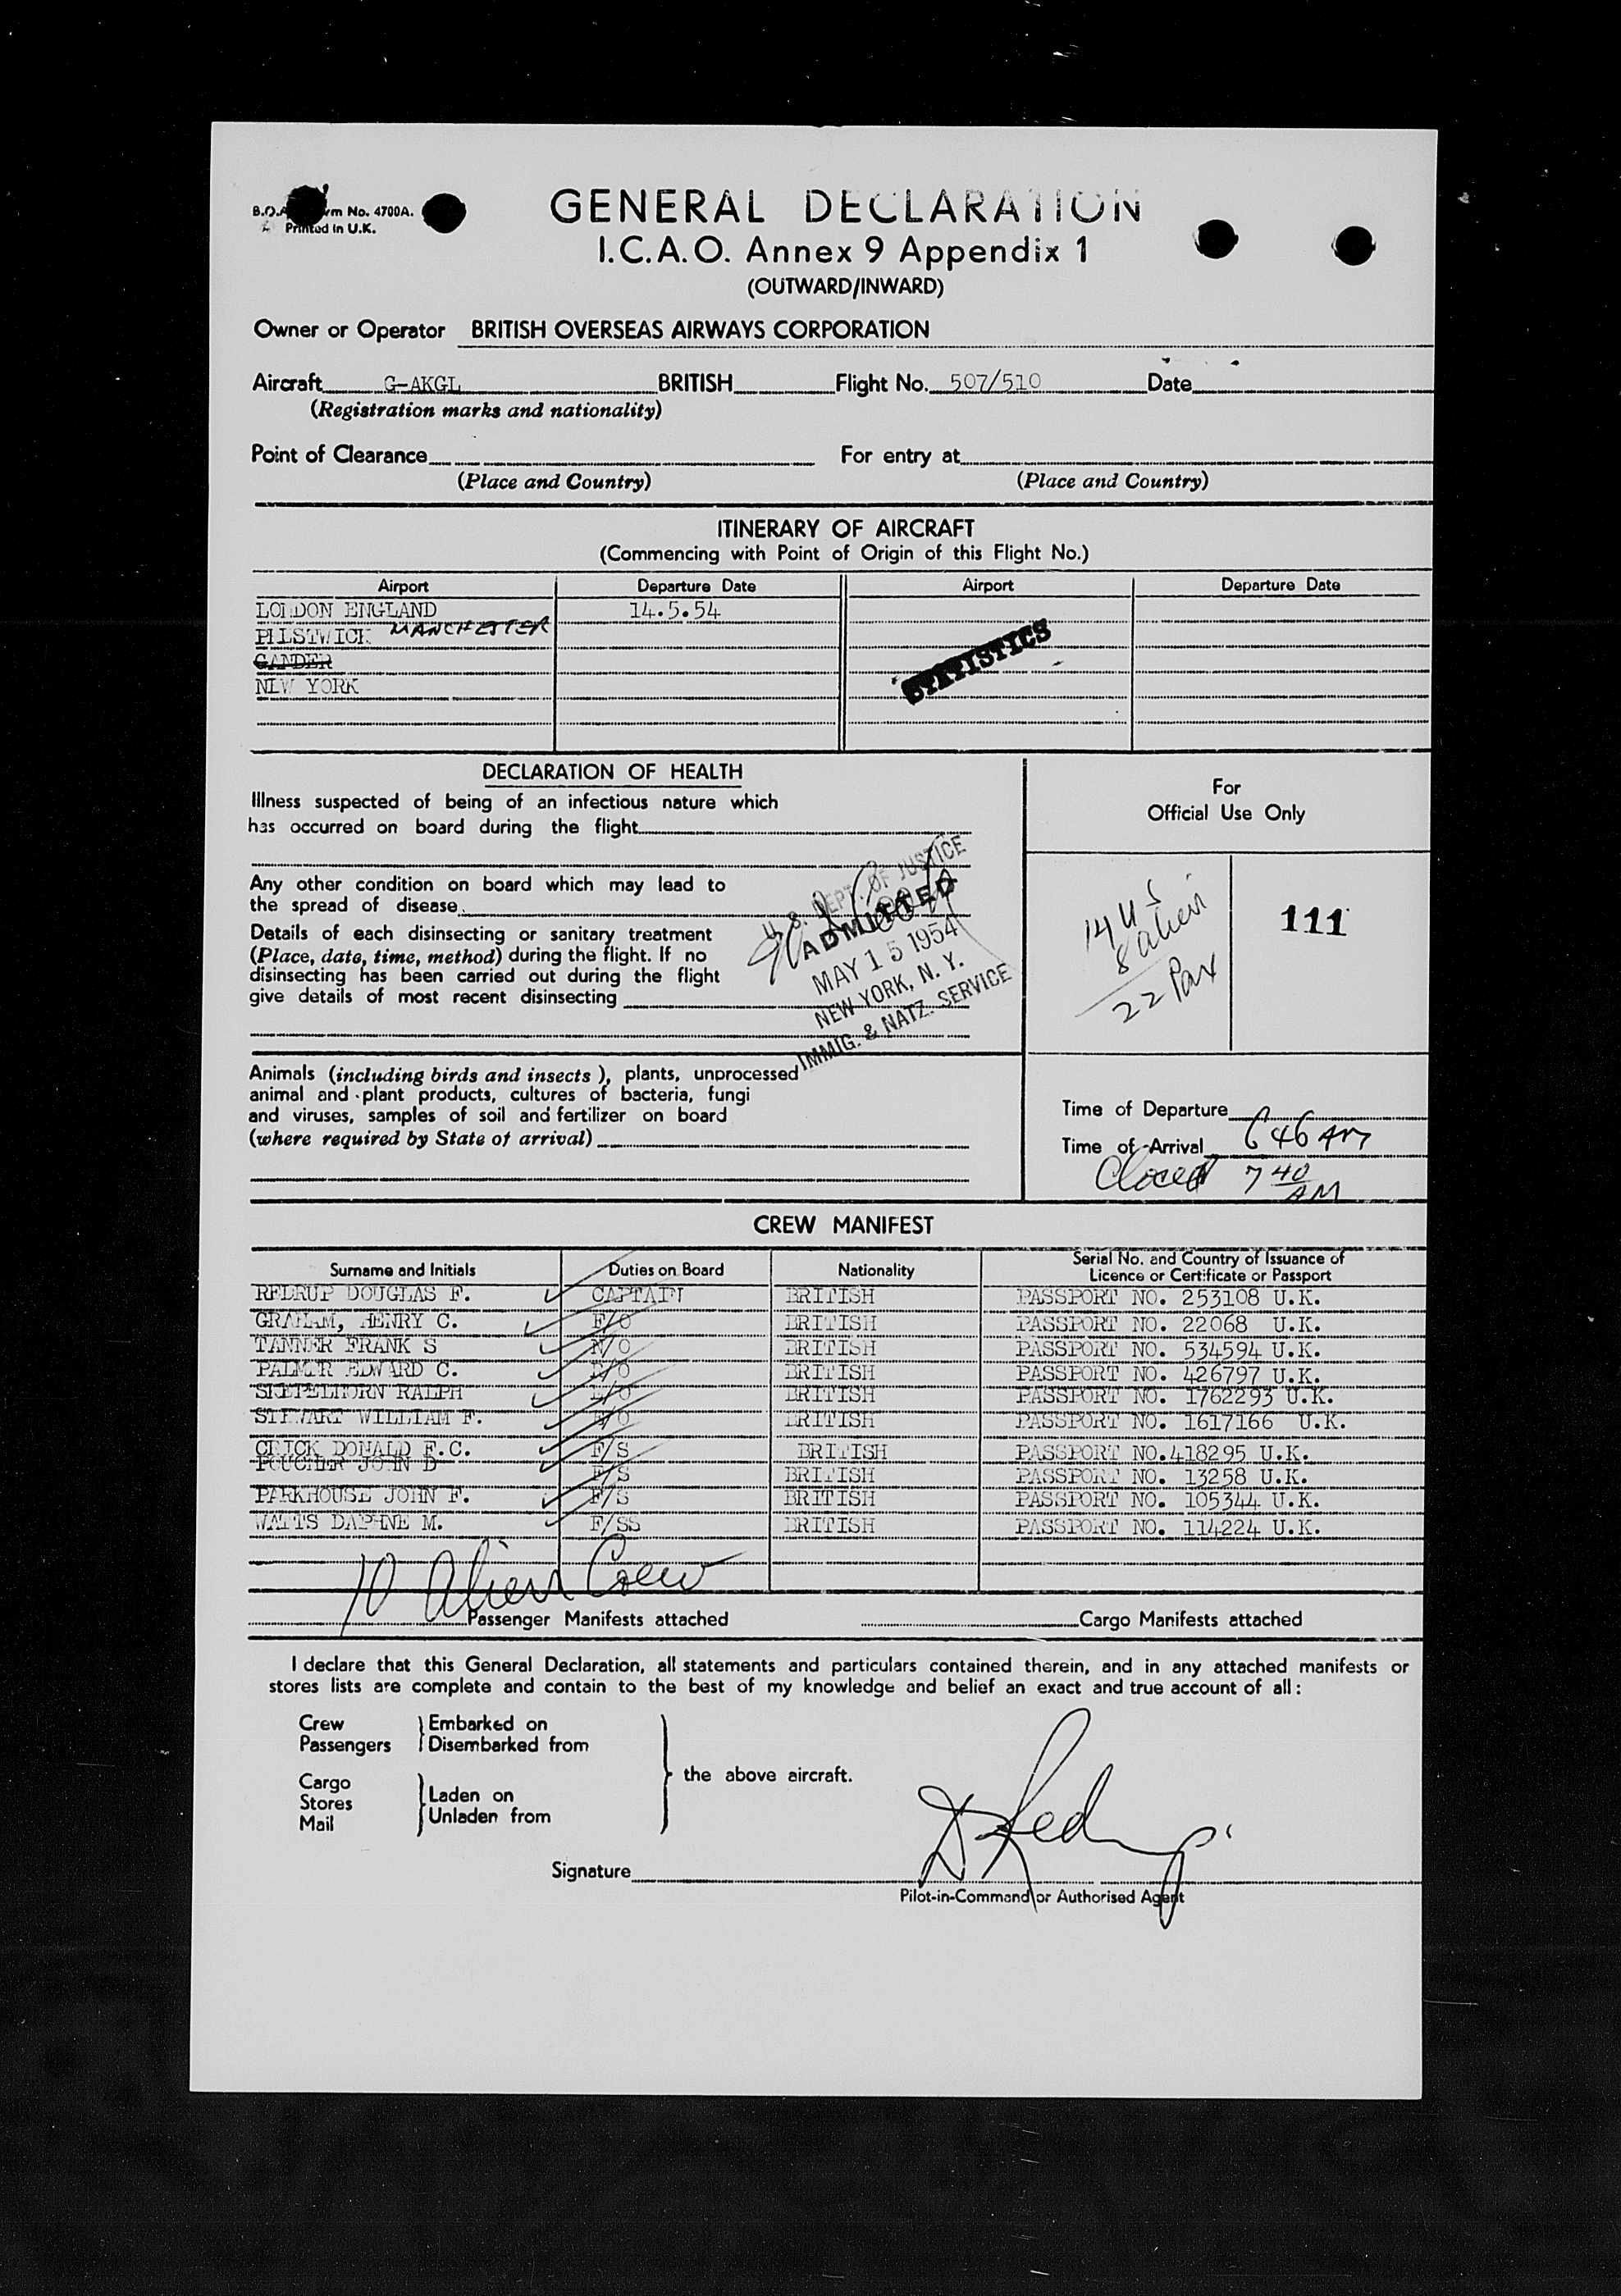 B.O.A rm No. 4700A.
Printed in U.K.
GENERAL DECLARATION
I.C.A.O. Annex 9 Appendix 1
(OUTWARD/INWARD)
Owner or Operator BRITISH OVERSEAS AIRWAYS CORPORATION
Aircraft G-AKGL BRITISH Flight No. 507/510 Date
(Registration marks and nationality)
Point of Clearance For entry at
(Place and Country) (Place and Country)
ITINERARY OF AIRCRAFT
(Commencing with Point of Origin of this Flight No.)
Airport Departure Date Airport Departure Date
LONDON ENGLAND 14.5.54
MANCHESTER
GANDER
NEW YORK
STATISTICS
DECLARATION OF HEALTH
Illness suspected of being of an infectious nature which
has occurred on board during the flight
Any other condition on board which may lead to
the spread of disease
Details of each disinsecting or sanitary treatment
(Place, date, time, method) during the flight. If no
disinsecting has been carried out during the flight
give details of most recent disinsecting
U. S. DEPT. OF JUSTICE
ADMITTED
MAY 15 1954
NEW YORK, N. Y.
IMMIG. & NATZ. SERVICE
For
Official Use Only
14 US
8 alien
22 Pax
111
Animals (including birds and insects), plants, unprocessed
animal and plant products, cultures of bacteria, fungi
and viruses, samples of soil and fertilizer on board
(where required by State of arrival)
Time of Departure
Time of Arrival 646 AM
Closed 7 40 AM
CREW MANIFEST
Surname and Initials Duties on Board Nationality Serial No. and Country of Issuance of Licence or Certificate or Passport
REDRUP DOUGLAS F. CAPTAIN BRITISH PASSPORT NO. 253108 U.K.
GRAHAM, HENRY C. F/O BRITISH PASSPORT NO. 22068 U.K.
TANNER FRANK S N/O BRITISH PASSPORT NO. 534594 U.K.
PALMER EDWARD C. BRITISH PASSPORT NO. 426797 U.K.
RALPH BRITISH PASSPORT NO. 1762293 U.K.
STEWART WILLIAM F. BRITISH PASSPORT NO. 1617166 U.K.
CRICK DONALD F.C. F/S BRITISH PASSPORT NO.418295 U.K.
POUCHER JOHN D F/S BRITISH PASSPORT NO. 13258 U.K.
PARKHOUSE JOHN F. F/S BRITISH PASSPORT NO. 105344 U.K.
WATTS DAPHNE M. F/SS BRITISH PASSPORT NO. 114224 U.K.
10 Alien Crew
Passenger Manifests attached Cargo Manifests attached
I declare that this General Declaration, all statements and particulars contained therein, and in any attached manifests or
stores lists are complete and contain to the best of my knowledge and belief an exact and true account of all:
Crew Embarked on
Passengers Disembarked from
the above aircraft.
Cargo
Stores Laden on
Mail Unladen from
D Redrup
Signature
Pilot-in-Command or Authorised Agent